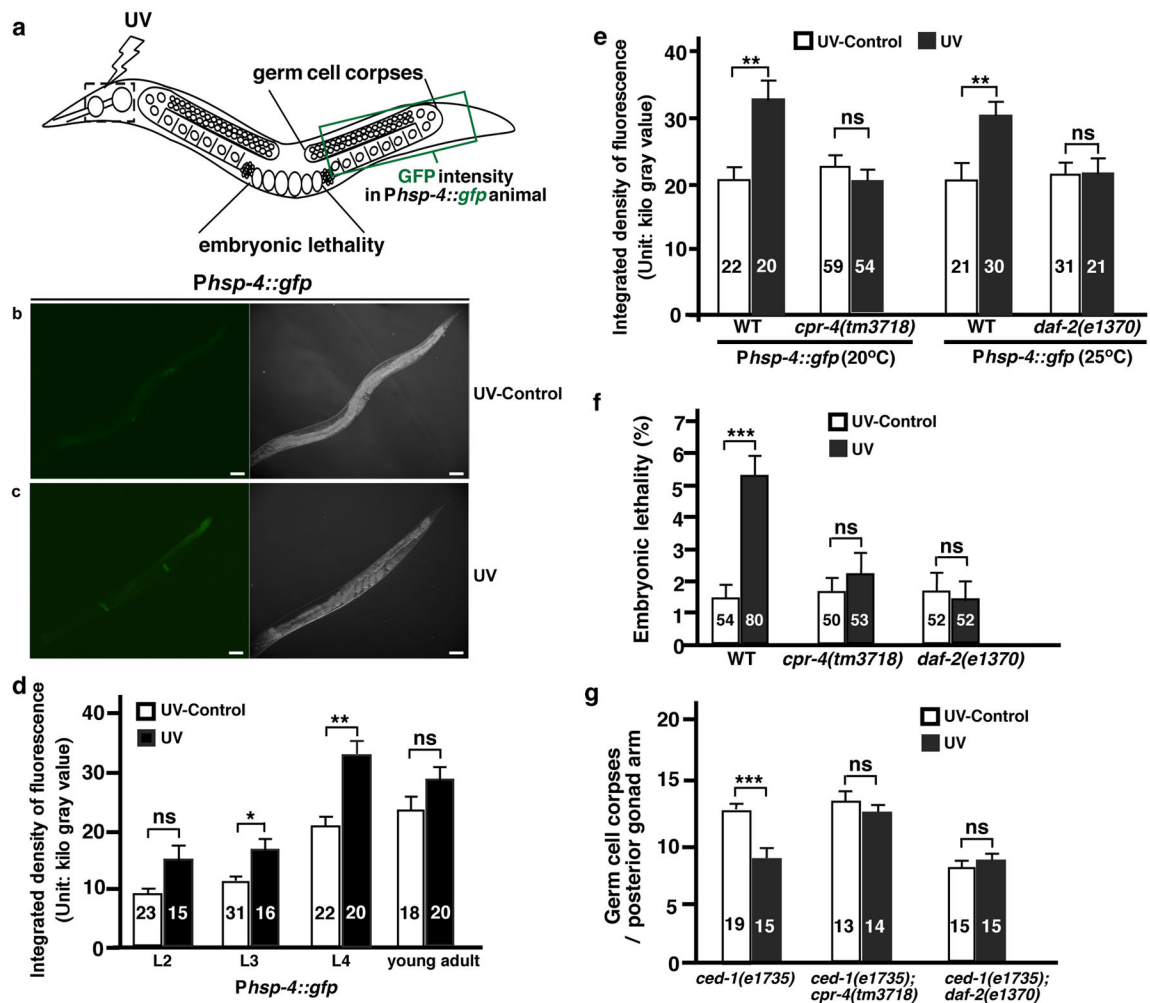 a
UV
germ cell corpses
GFP intensity
in Phsp-4::gfp animal
embryonic lethality
Phsp-4::gfp
b
UV-Control
c
UV
d
UV-Control
UV
Integrated density of fluorescence
(Unit: kilo gray value)
40
30
20
10
0
ns
*
**
ns
23
15
31
16
22
20
18
20
L2
L3
L4
young adult
Phsp-4::gfp
e
UV-Control
UV
Integrated density of fluorescence
(Unit: kilo gray value)
40
30
20
10
0
**
ns
**
ns
22
20
59
54
21
30
31
21
WT
cpr-4(tm3718)
WT
daf-2(e1370)
Phsp-4::gfp (20°C)
Phsp-4::gfp (25°C)
f
UV-Control
UV
Embryonic lethality (%)
7
6
5
4
3
2
1
0
***
ns
ns
54
80
50
53
52
52
WT
cpr-4(tm3718)
daf-2(e1370)
g
UV-Control
UV
Germ cell corpses
/ posterior gonad arm
20
15
10
5
0
***
ns
ns
19
15
13
14
15
15
ced-1(e1735)
ced-1(e1735);
cpr-4(tm3718)
ced-1(e1735);
daf-2(e1370)